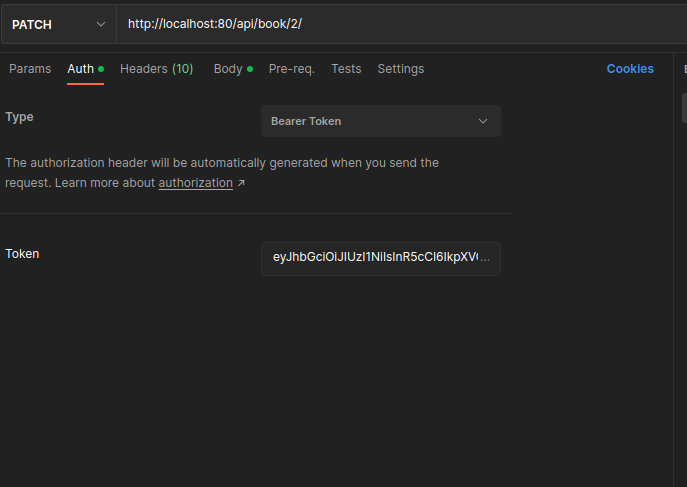 PATCH http://localhost:80/api/book/2/
Params Auth Headers (10) Body Pre-req. Tests Settings Cookies
Type Bearer Token
The authorization header will be automatically generated when you send the
request. Learn more about authorization ↗
Token eyJhbGciOiJIUzI1NiIsInR5cCI6IkpXV...